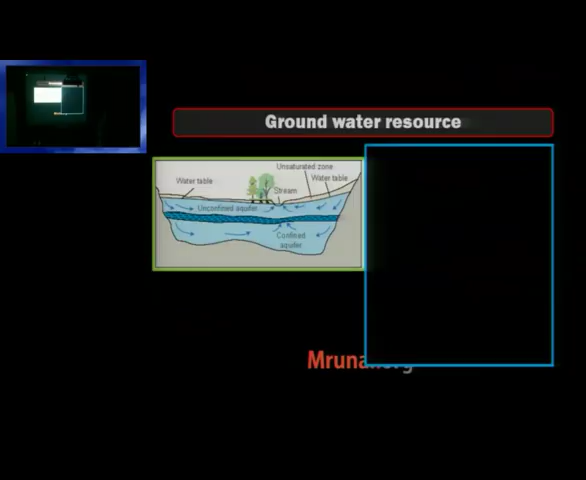 Ground water resource
Unsaturated zone
Water table
Water table
Stream
Unconfined aquifer
Confined
aquifer